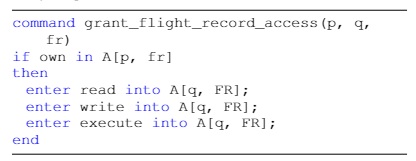 command grant_flight_record_access(p, q,
fr)
if own in A[p, fr]
then
enter read into A[q, FR];
enter write into A[q, FR];
enter execute into A[q, FR];
end